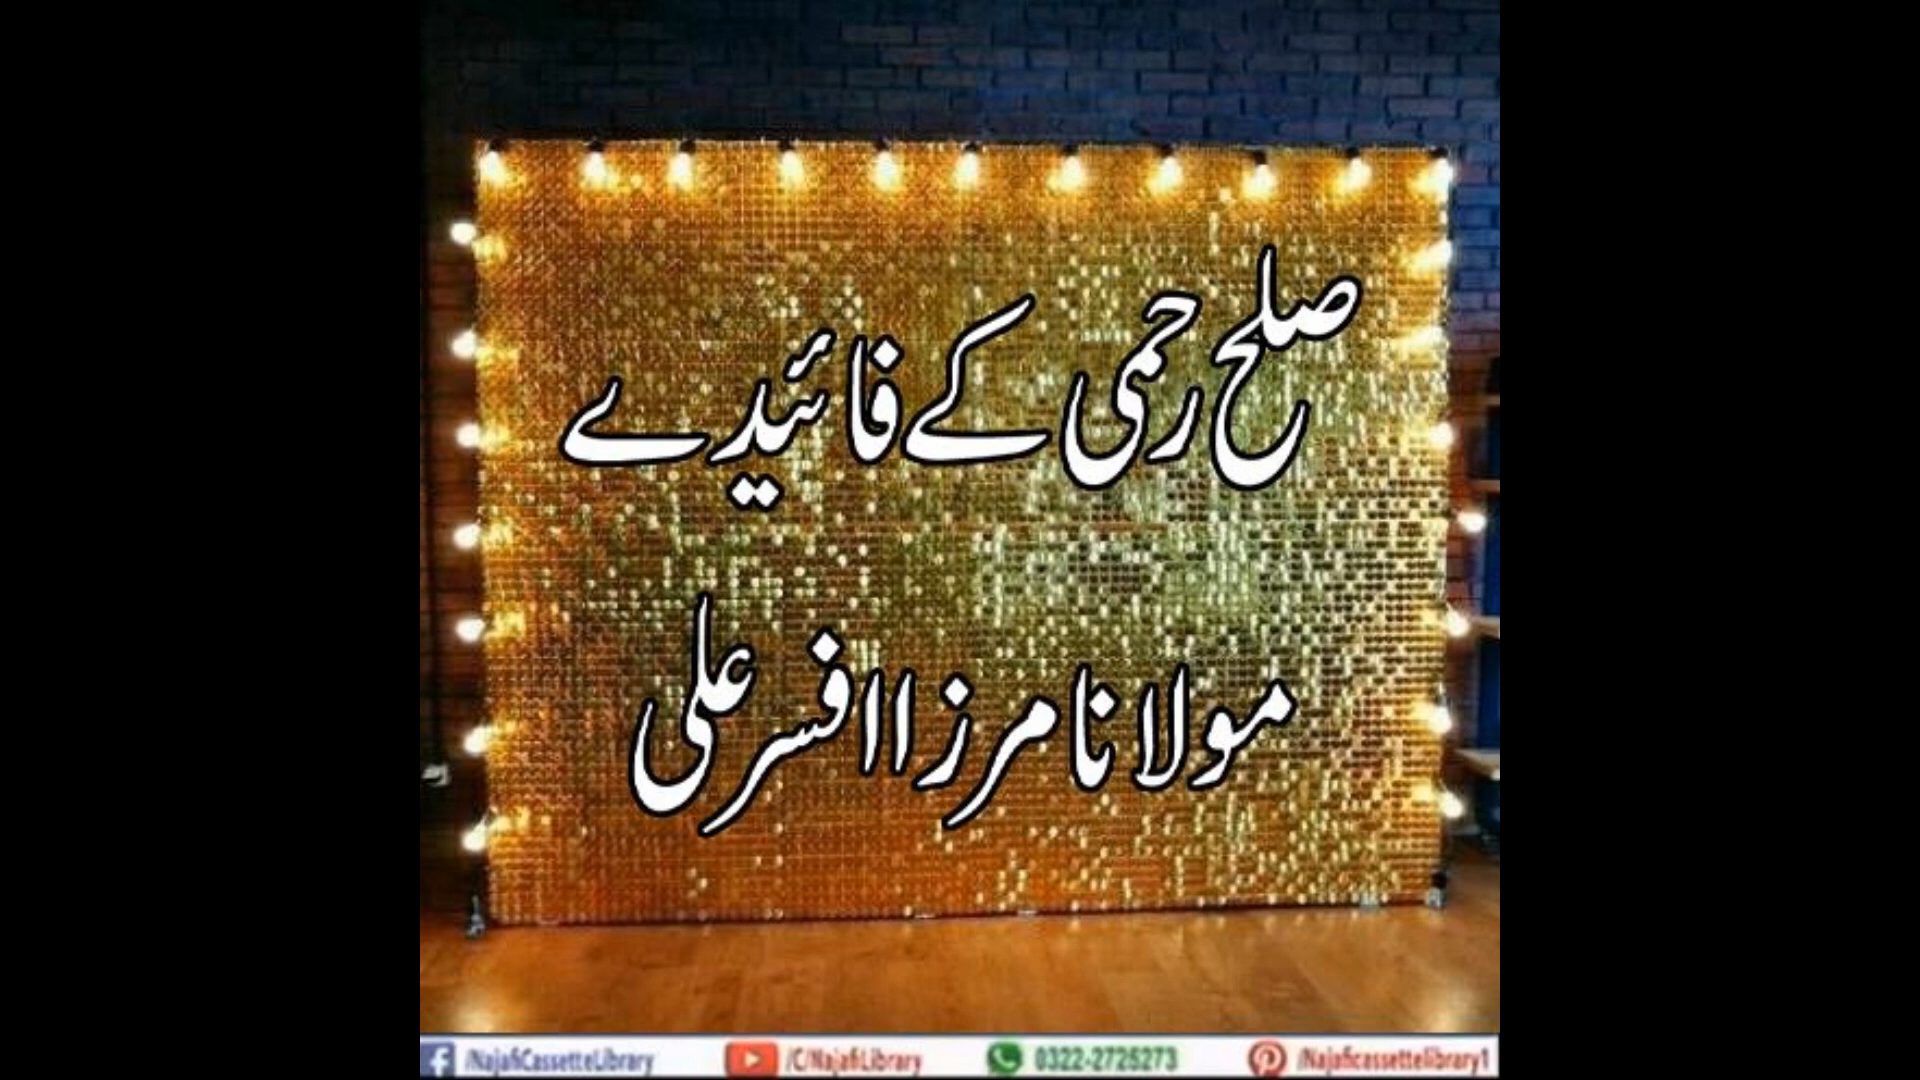 صلح رحمی کے فائیدے
مولانا مرزا افسر علی
/NajafiCassetteLibrary /C/NajafiLibrary 0322-2725273 /Najaficassettelibrary1